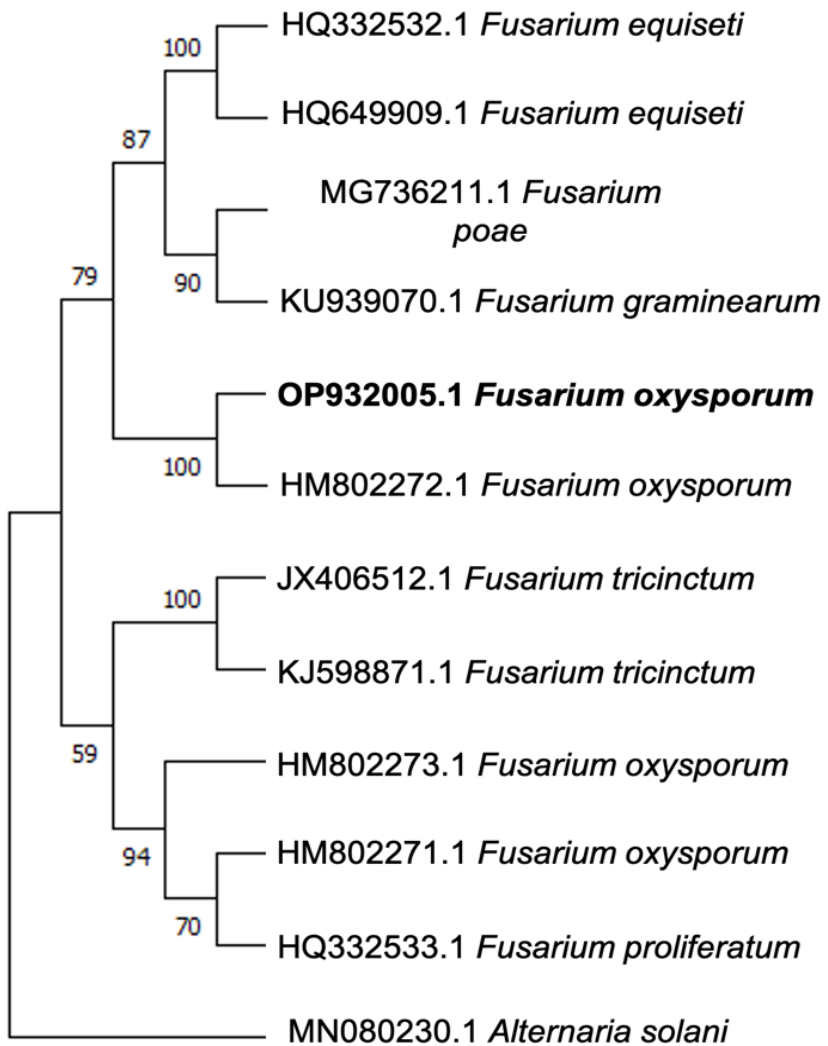 HQ332532.1 Fusarium equiseti
100
HQ649909.1 Fusarium equiseti
87
MG736211.1 Fusarium
poae
79
90
KU939070.1 Fusarium graminearum
OP932005.1 Fusarium oxysporum
100
HM802272.1 Fusarium oxysporum
JX406512.1 Fusarium tricinctum
100
KJ598871.1 Fusarium tricinctum
59
HM802273.1 Fusarium oxysporum
94
HM802271.1 Fusarium oxysporum
70
HQ332533.1 Fusarium proliferatum
MN080230.1 Alternaria solani